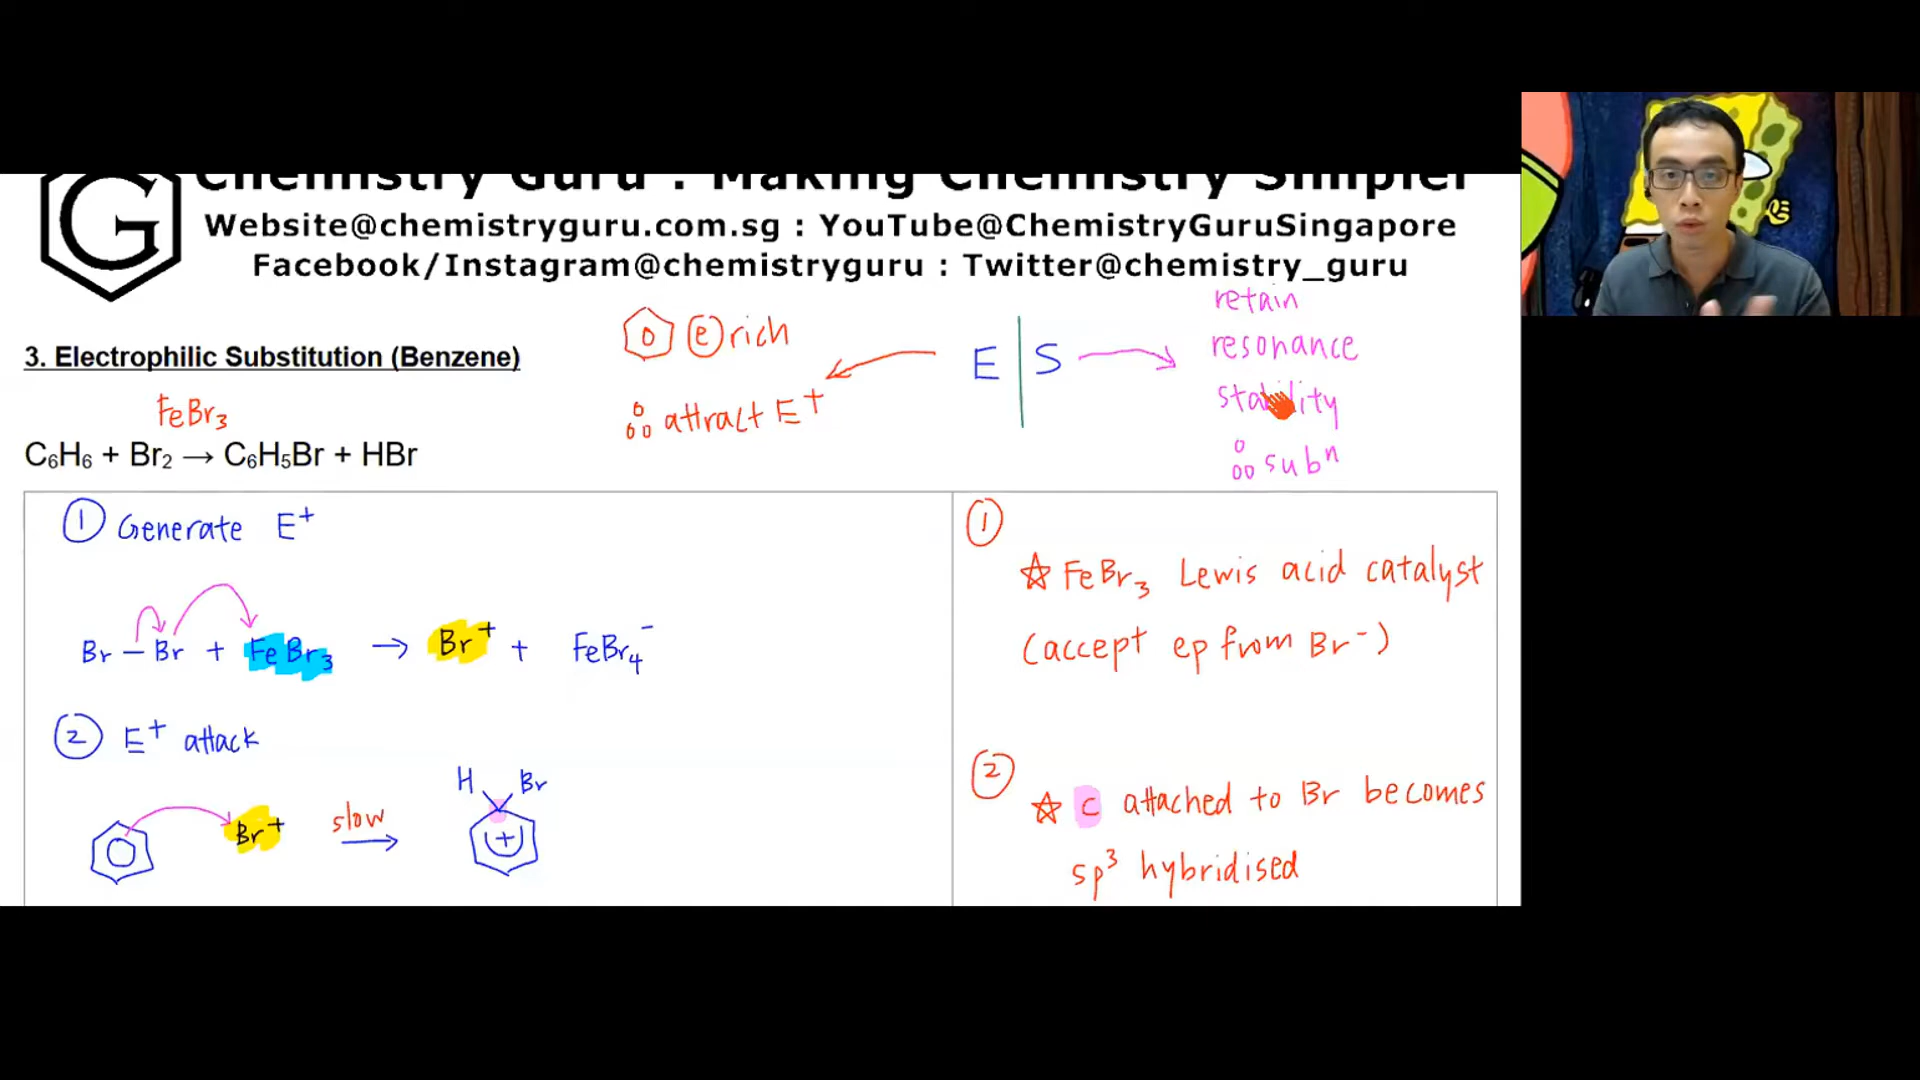 Chemistry Guru : Making Chemistry Simpler
Website@chemistryguru.com.sg : YouTube@ChemistryGuruSingapore
Facebook/Instagram@chemistryguru : Twitter@chemistry_guru
3. Electrophilic Substitution (Benzene)
e rich
∴ attract E⁺
E | S
retain
resonance
stability
∴ subⁿ
FeBr₃
C₆H₆ + Br₂ → C₆H₅Br + HBr
① Generate E⁺
Br – Br + FeBr₃ → Br⁺ + FeBr₄⁻
② E⁺ attack
H Br
Br⁺ slow → +
①
☆ FeBr₃ Lewis acid catalyst
(accept ep from Br⁻)
②
☆ C attached to Br becomes
sp³ hybridised